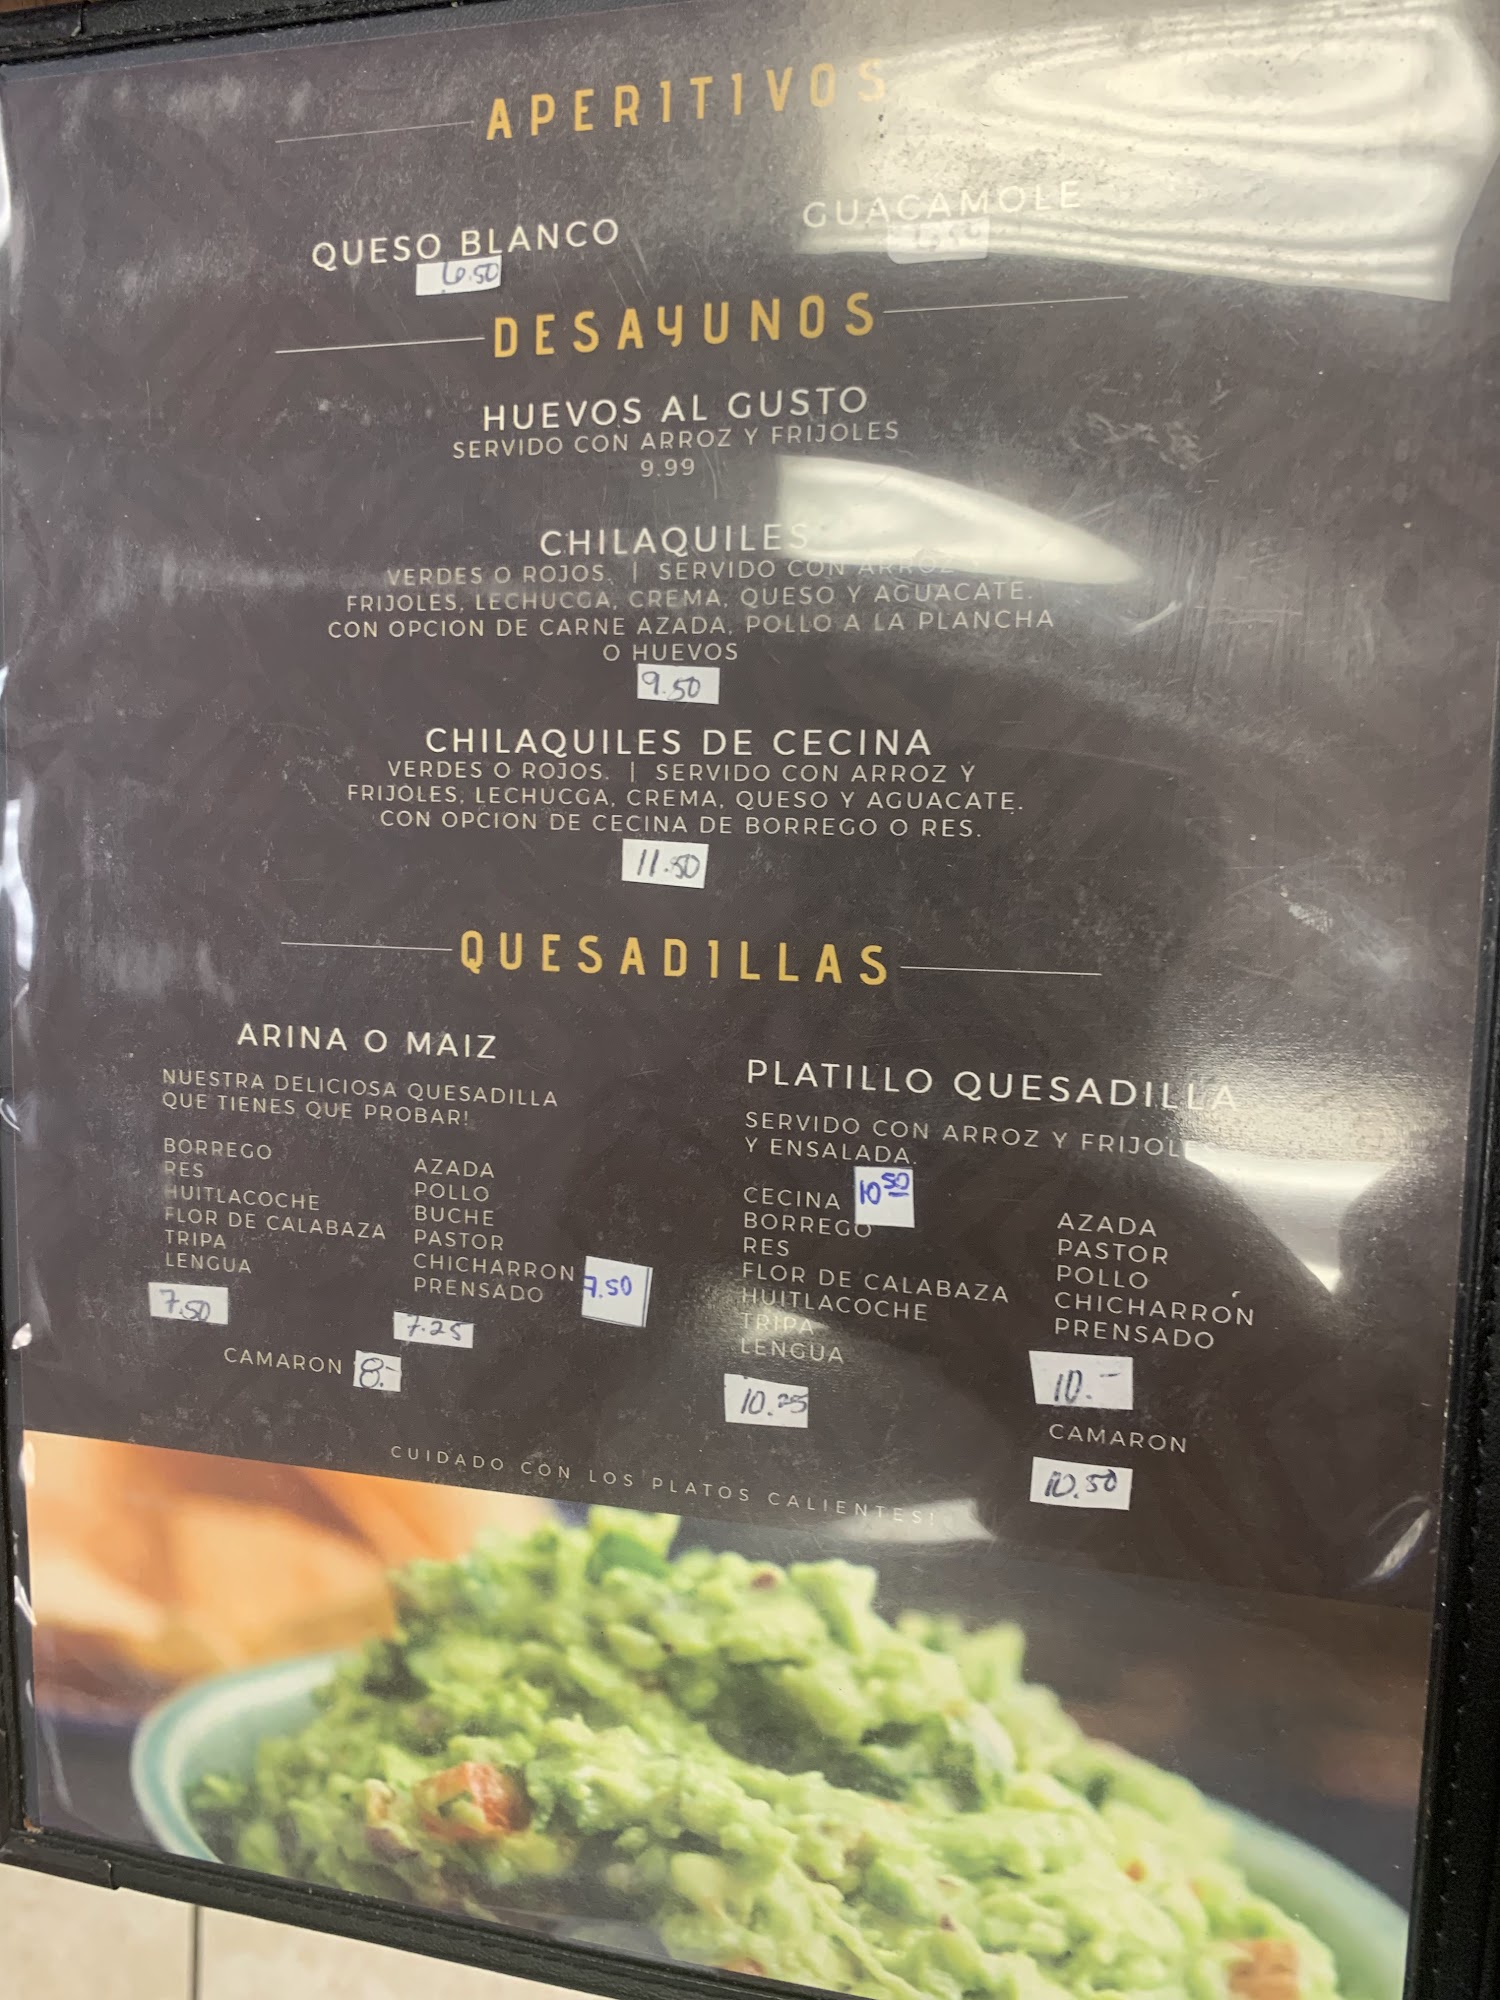 APERITIVOS
QUESO BLANCO
6.50
GUACAMOLE
DESAYUNOS
HUEVOS AL GUSTO
SERVIDO CON ARROZ Y FRIJOLES
9.99
CHILAQUILES
VERDES O ROJOS. | SERVIDO CON ARROZ
FRIJOLES, LECHUCGA, CREMA, QUESO Y AGUACATE.
CON OPCION DE CARNE AZADA, POLLO A LA PLANCHA
O HUEVOS
9.50
CHILAQUILES DE CECINA
VERDES O ROJOS. | SERVIDO CON ARROZ Y
FRIJOLES, LECHUCGA, CREMA, QUESO Y AGUACATE.
CON OPCION DE CECINA DE BORREGO O RES.
11.50
QUESADILLAS
ARINA O MAIZ
NUESTRA DELICIOSA QUESADILLA
QUE TIENES QUE PROBAR!
BORREGO
RES
HUITLACOCHE
FLOR DE CALABAZA
TRIPA
LENGUA
7.50
AZADA
POLLO
BUCHE
PASTOR
CHICHARRON
PRENSADO
7.50
7.25
CAMARON 8.-
PLATILLO QUESADILLA
SERVIDO CON ARROZ Y FRIJOL
Y ENSALADA.
CECINA 10 50
BORREGO
RES
FLOR DE CALABAZA
HUITLACOCHE
TRIPA
LENGUA
10.25
AZADA
PASTOR
POLLO
CHICHARRON
PRENSADO
10.-
CAMARON
10.50
CUIDADO CON LOS PLATOS CALIENTES!